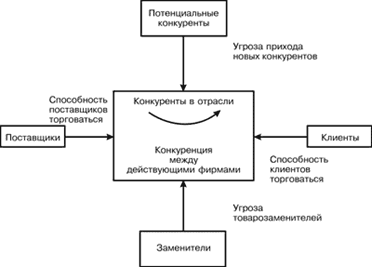 Потенциальные
конкуренты
Угроза прихода
новых конкурентов
Способность
поставщиков
торговаться
Конкуренты в отрасли
Поставщики
Клиенты
Конкуренция
между
действующими фирмами
Способность
клиентов
торговаться
Угроза
товарозаменителей
Заменители